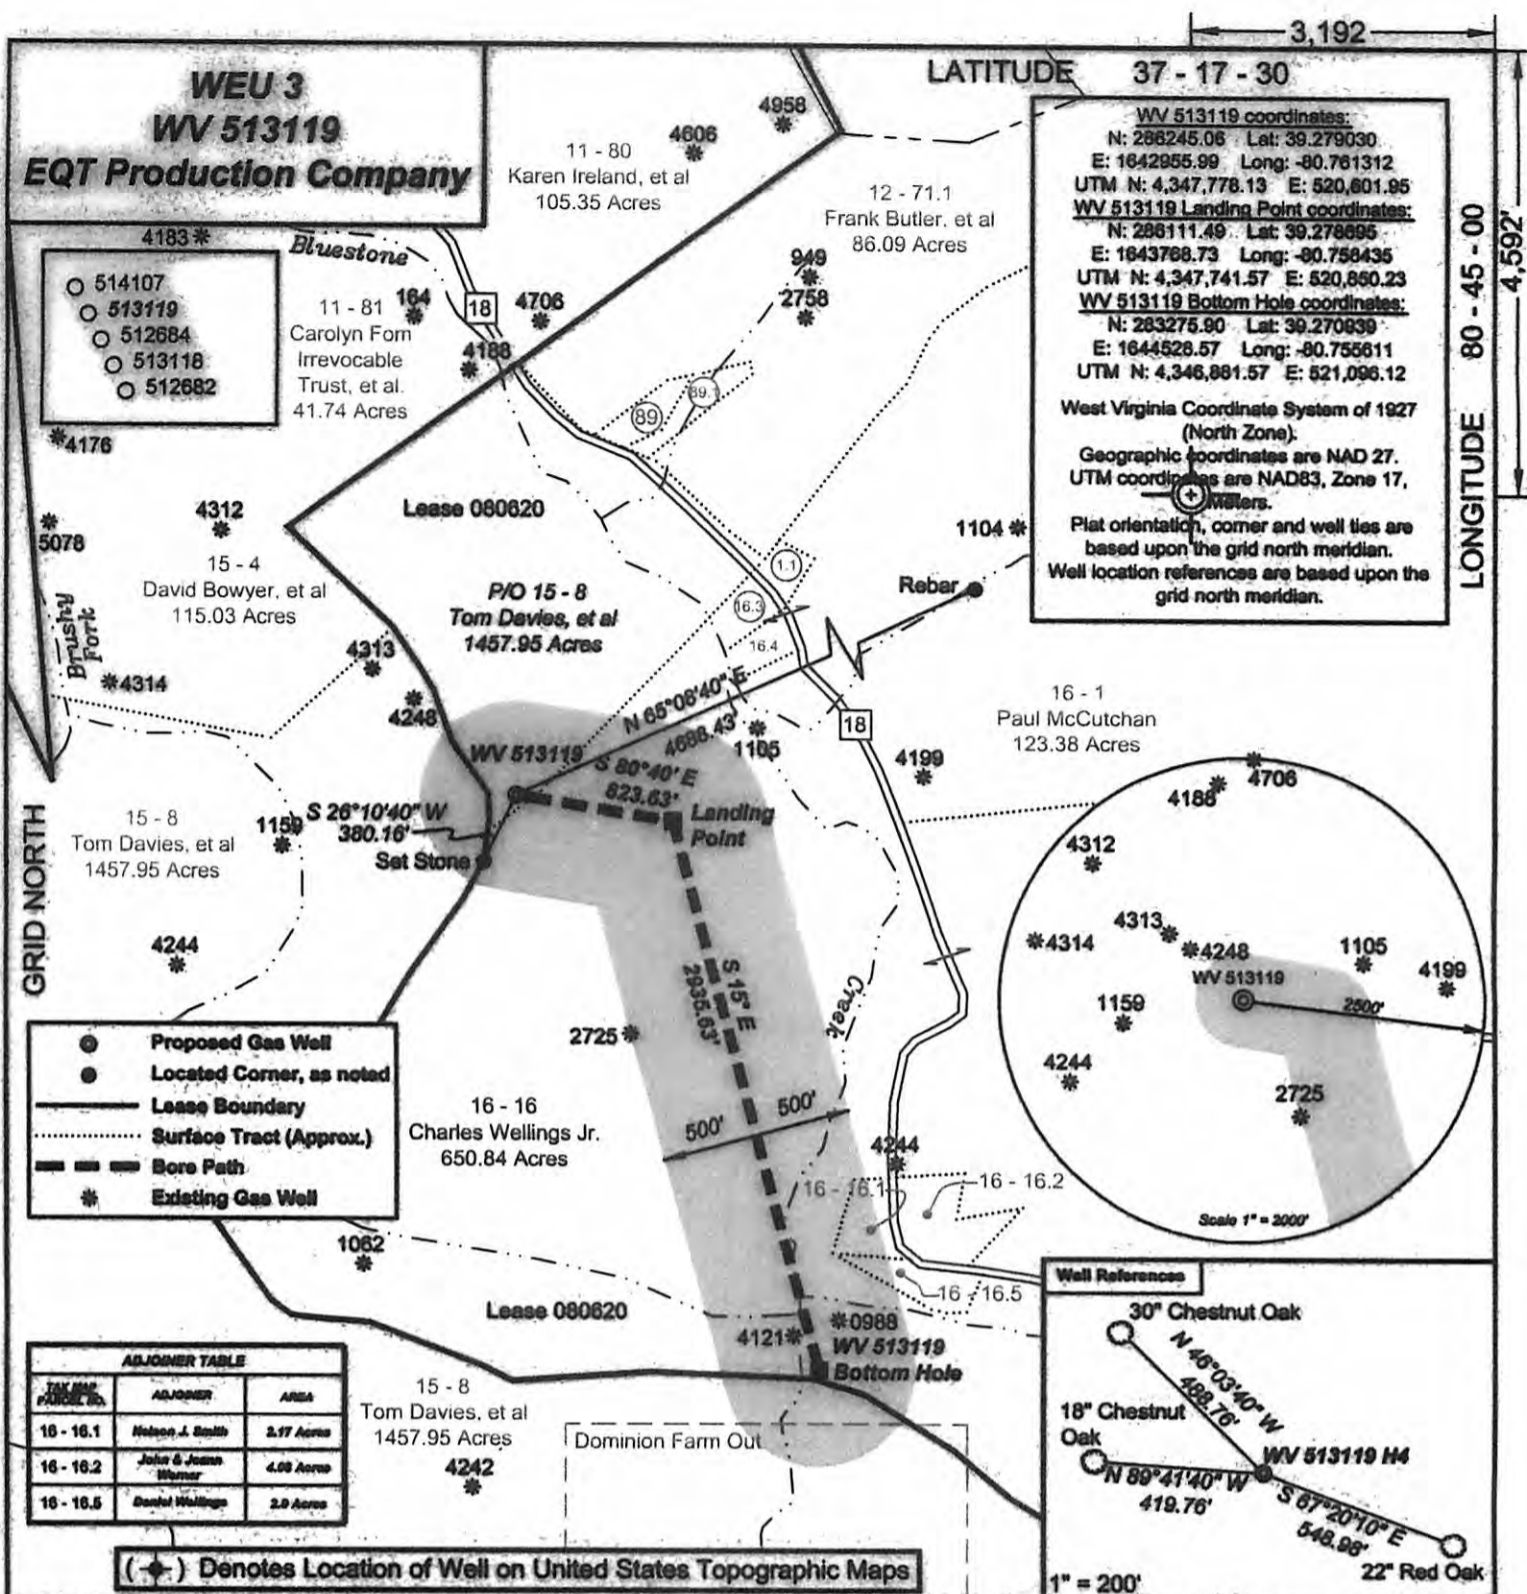 3,192
LATITUDE 37 - 17 - 30
WEU 3
WV 513119
EQT Production Company
4,592'
LONGITUDE 80 - 45 - 00
WV 513119 coordinates:
N: 286245.06 Lat: 39.279030
E: 1642955.99 Long: -80.761312
UTM N: 4,347,778.13 E: 520,601.95
WV 513119 Landing Point coordinates:
N: 286111.49 Lat: 39.278695
E: 1643768.73 Long: -80.758435
UTM N: 4,347,741.57 E: 520,850.23
WV 513119 Bottom Hole coordinates:
N: 283275.90 Lat: 39.270939
E: 1644528.57 Long: -80.755611
UTM N: 4,346,881.57 E: 521,096.12
West Virginia Coordinate System of 1927
(North Zone).
Geographic coordinates are NAD 27.
UTM coordinates are NAD83, Zone 17,
Meters.
Plat orientation, corner and well ties are
based upon the grid north meridian.
Well location references are based upon the
grid north meridian.
4958
4606
11 - 80
Karen Ireland, et al
105.35 Acres
12 - 71.1
Frank Butler, et al
86.09 Acres
4183
Bluestone
514107
513119
512684
513118
512682
949
2758
11 - 81
Carolyn Forn
Irrevocable
Trust, et al.
41.74 Acres
164
18
4706
4188
89
89.1
4176
4312
5078
Lease 080620
1104
15 - 4
David Bowyer, et al
115.03 Acres
Brushy
Fork
P/O 15 - 8
Tom Davies, et al
1457.95 Acres
1.1
16.3
16.4
Rebar
4313
4314
4248
N 65°08'40" E
4688.43'
1105
18
16 - 1
Paul McCutchan
123.38 Acres
4199
WV 513119
S 80°40' E
823.63'
Landing
Point
S 26°10'40" W
380.16'
Set Stone
15 - 8
Tom Davies, et al
1457.95 Acres
1159
GRID NORTH
4244
S 15° E
2935.63'
Creek
2725
4706
4188
4312
4313
4314
4248
1105
4199
WV 513119
2500'
1159
4244
2725
Scale 1" = 2000'
Proposed Gas Well
Located Corner, as noted
Lease Boundary
Surface Tract (Approx.)
Bore Path
Existing Gas Well
16 - 16
Charles Wellings Jr.
650.84 Acres
500'
500'
4244
16 - 16.1
16 - 16.2
16 - 16.5
1062
Lease 080620
4121
0988
WV 513119
Bottom Hole
ADJOINER TABLE
TAX MAP PARCEL NO. ADJOINER AREA
16 - 16.1 Nelson J. Smith 2.17 Acres
16 - 16.2 John & Joann Warner 4.08 Acres
16 - 16.5 Daniel Wellings 2.9 Acres
15 - 8
Tom Davies, et al
1457.95 Acres
4242
Dominion Farm Out
Well References
30" Chestnut Oak
N 46°03'40" W
488.76'
18" Chestnut
Oak
WV 513119 H4
N 89°41'40" W
419.76'
S 67°20'10" E
548.98'
22" Red Oak
1" = 200'
( ) Denotes Location of Well on United States Topographic Maps